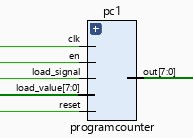 pc1
clk
en
load_signal
load_value[7:0]
reset
out[7:0]
programcounter